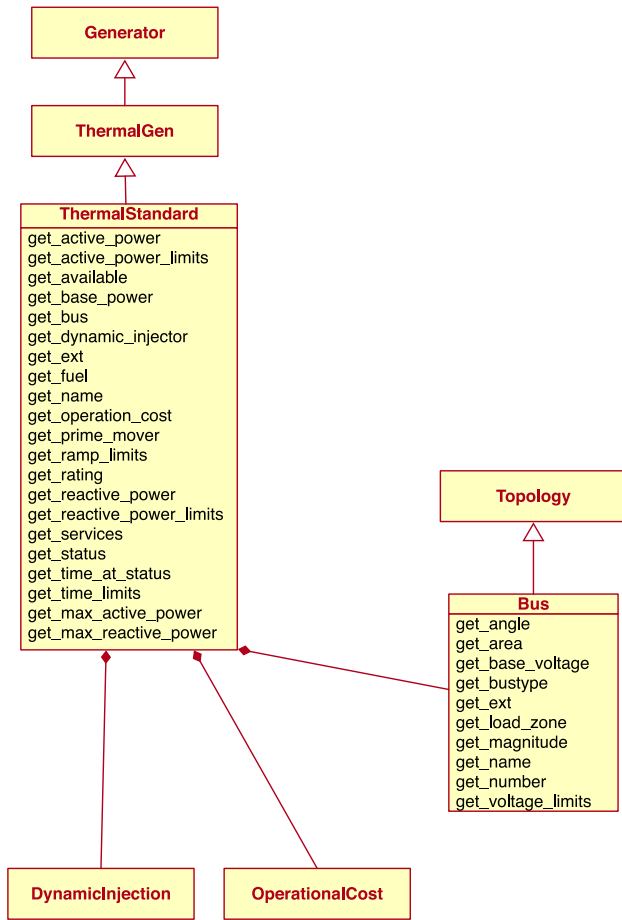 Generator
ThermalGen
ThermalStandard
get_active_power
get_active_power_limits
get_available
get_base_power
get_bus
get_dynamic_injector
get_ext
get_fuel
get_name
get_operation_cost
get_prime_mover
get_ramp_limits
get_rating
get_reactive_power
get_reactive_power_limits
get_services
get_status
get_time_at_status
get_time_limits
get_max_active_power
get_max_reactive_power
Topology
Bus
get_angle
get_area
get_base_voltage
get_bustype
get_ext
get_load_zone
get_magnitude
get_name
get_number
get_voltage_limits
DynamicInjection
OperationalCost